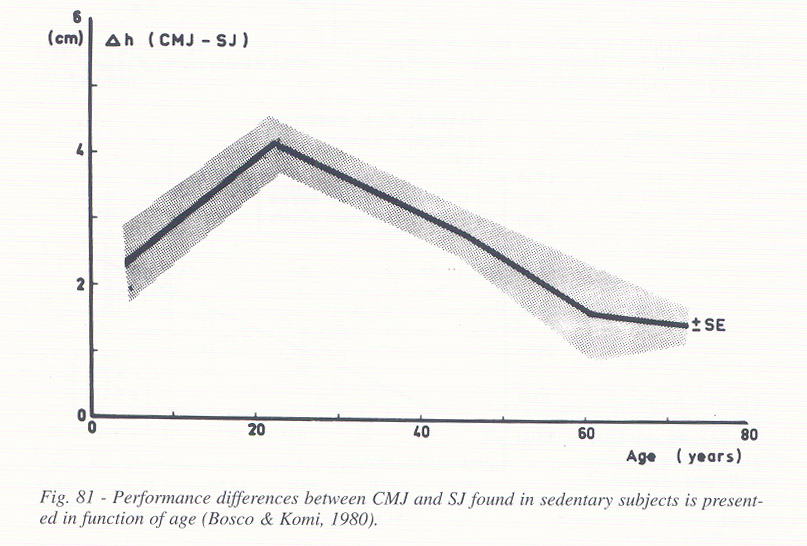 6
(cm)
Δh (CMJ – SJ)
4
2
± SE
0
0 20 40 60 80
Age (years)
Fig. 81 - Performance differences between CMJ and SJ found in sedentary subjects is present-
ed in function of age (Bosco & Komi, 1980).